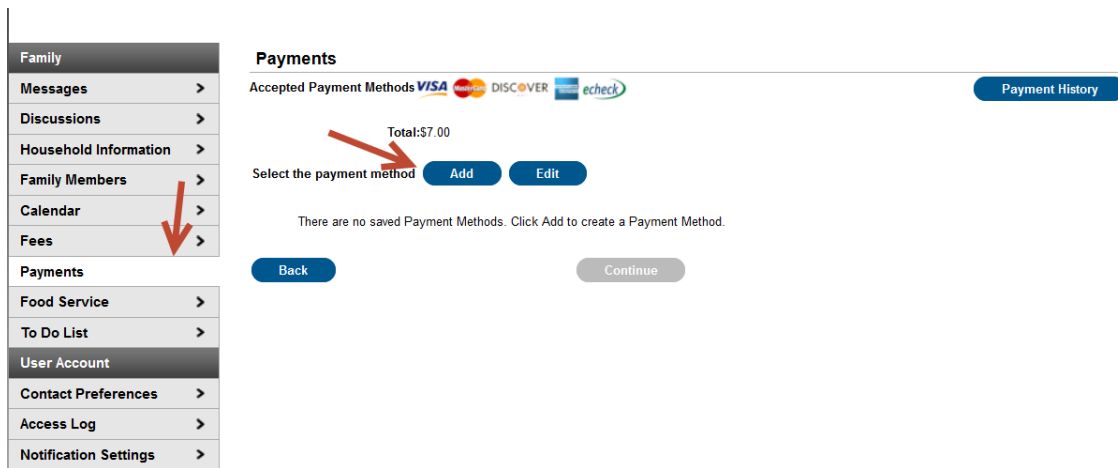 Family
Messages
Discussions
Household Information
Family Members
Calendar
Fees
Payments
Food Service
To Do List
User Account
Contact Preferences
Access Log
Notification Settings
Payments
Accepted Payment Methods VISA MasterCard DISCOVER echeck
Payment History
Total:$7.00
Select the payment method Add Edit
There are no saved Payment Methods. Click Add to create a Payment Method.
Back Continue